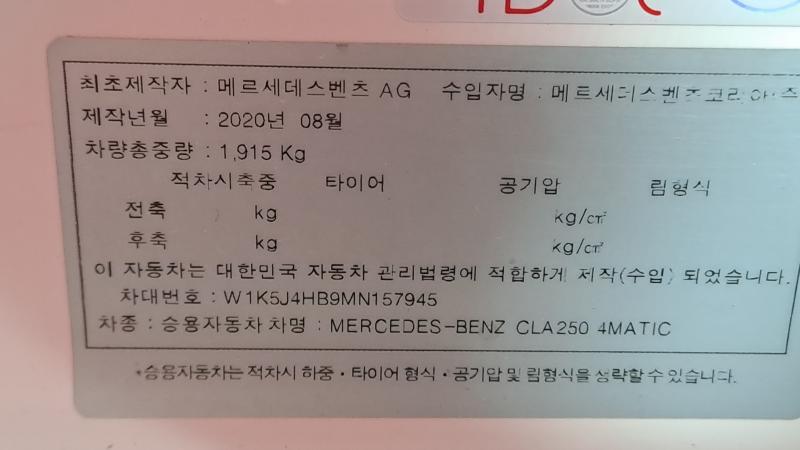 최초제작자 : 메르세데스벤츠 AG 수입자명 : 메르세데스벤츠코리아(주
제작년월 : 2020년 08월
차량총중량 : 1,915 Kg
적차시축중 타이어 공기압 림형식
전축 kg kg/㎠
후축 kg kg/㎠
이 자동차는 대한민국 자동차 관리법령에 적합하게 제작(수입) 되었습니다.
차대번호 : W1K5J4HB9MN157945
차종 : 승용자동차 차명 : MERCEDES-BENZ CLA250 4MATIC
*승용자동차는 적차시 하중·타이어 형식·공기압 및 림형식을 생략할 수 있습니다.